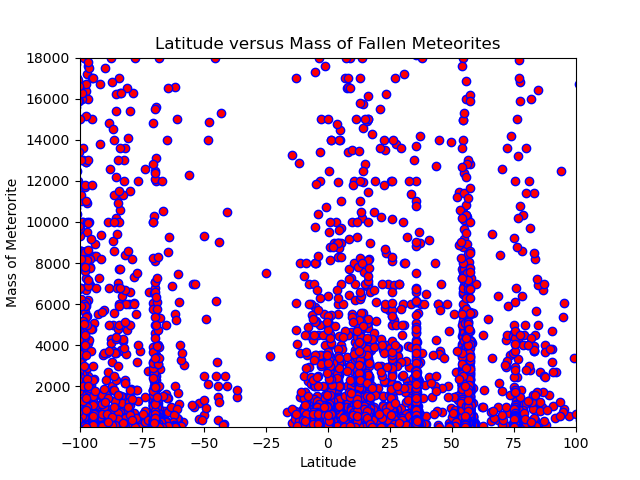 Latitude versus Mass of Fallen Meteorites
18000
16000
14000
12000
10000
8000
6000
4000
2000
Mass of Meterorite
−100 −75 −50 −25 0 25 50 75 100
Latitude